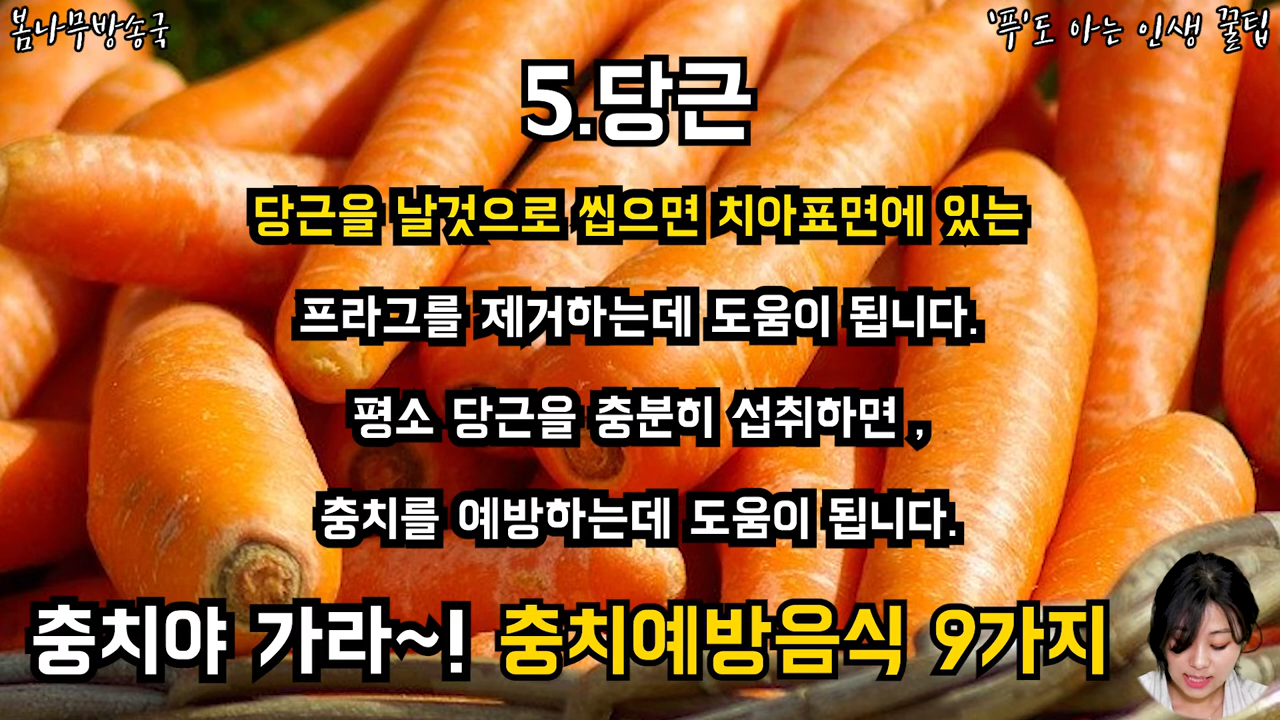 봄나무방송국
'푸'도 아는 인생 꿀팁
5.당근
당근을 날것으로 씹으면 치아표면에 있는
프라그를 제거하는데 도움이 됩니다.
평소 당근을 충분히 섭취하면 ,
충치를 예방하는데 도움이 됩니다.
충치야 가라~! 충치예방음식 9가지